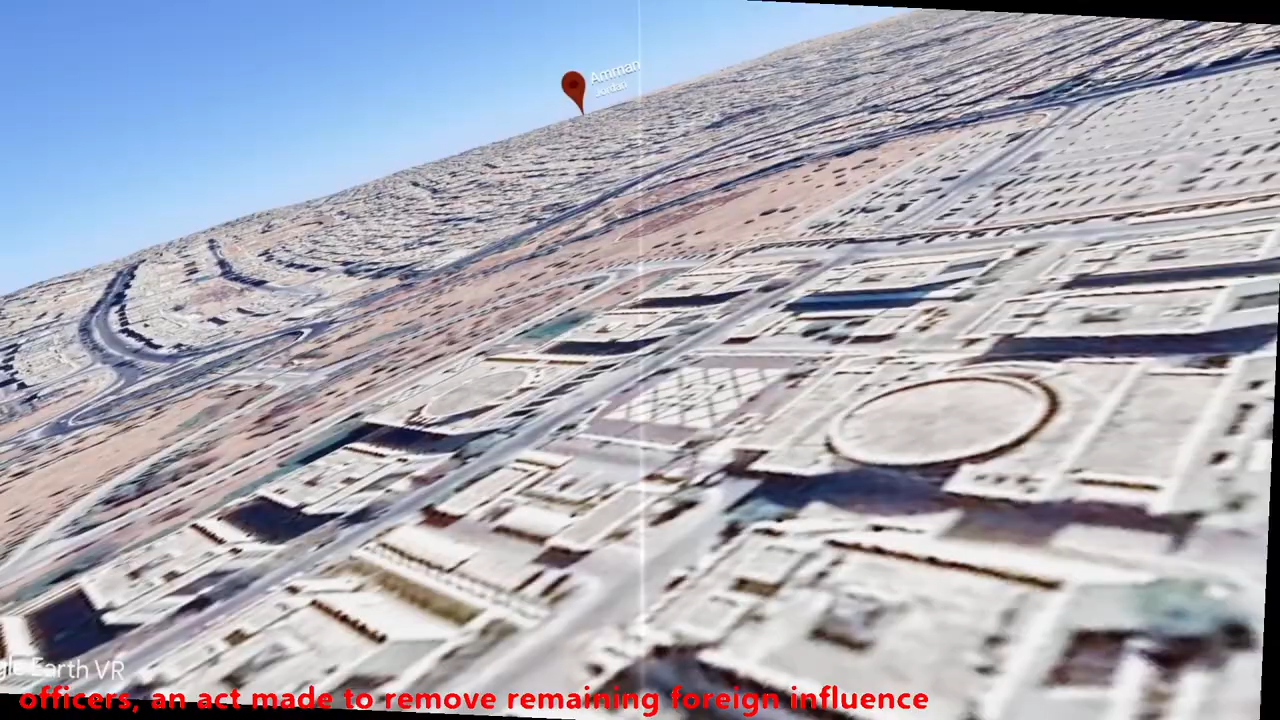 Amman
Jordan
gle Earth VR
officers, an act made to remove remaining foreign influence